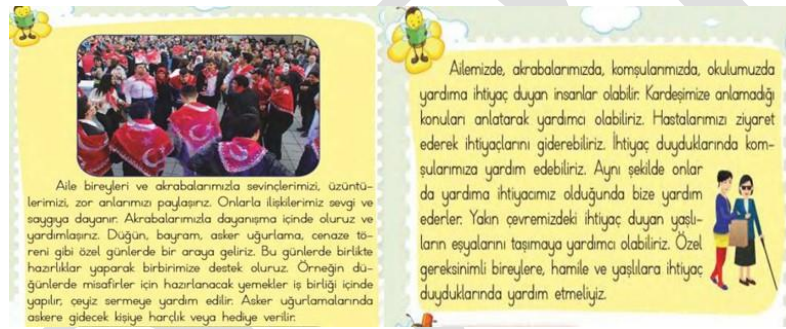 Aile bireyleri ve akrabalarımızla sevinçlerimizi, üzüntü-
lerimizi, zor anlarımızı paylaşırız. Onlarla ilişkilerimiz sevgi ve
saygıya dayanır. Akrabalarımızla dayanışma içinde oluruz ve
yardımlaşırız. Düğün, bayram, asker uğurlama, cenaze tö-
reni gibi özel günlerde bir araya geliriz. Bu günlerde birlikte
hazırlıklar yaparak birbirimize destek oluruz. Örneğin dü-
ğünlerde misafirler için hazırlanacak yemekler iş birliği içinde
yapılır, çeyiz sermeye yardım edilir. Asker uğurlamalarında
askere gidecek kişiye harçlık veya hediye verilir.
Ailemizde, akrabalarımızda, komşularımızda, okulumuzda
yardıma ihtiyaç duyan insanlar olabilir. Kardeşimize anlamadığı
konuları anlatarak yardımcı olabiliriz. Hastalarımızı ziyaret
ederek ihtiyaçlarını giderebiliriz. İhtiyaç duyduklarında kom-
şularımıza yardım edebiliriz. Aynı şekilde onlar
da yardıma ihtiyacımız olduğunda bize yardım
ederler. Yakın çevremizdeki ihtiyaç duyan yaşlı-
ların eşyalarını taşımaya yardımcı olabiliriz. Özel
gereksinimli bireylere, hamile ve yaşlılara ihtiyaç
duyduklarında yardım etmeliyiz.